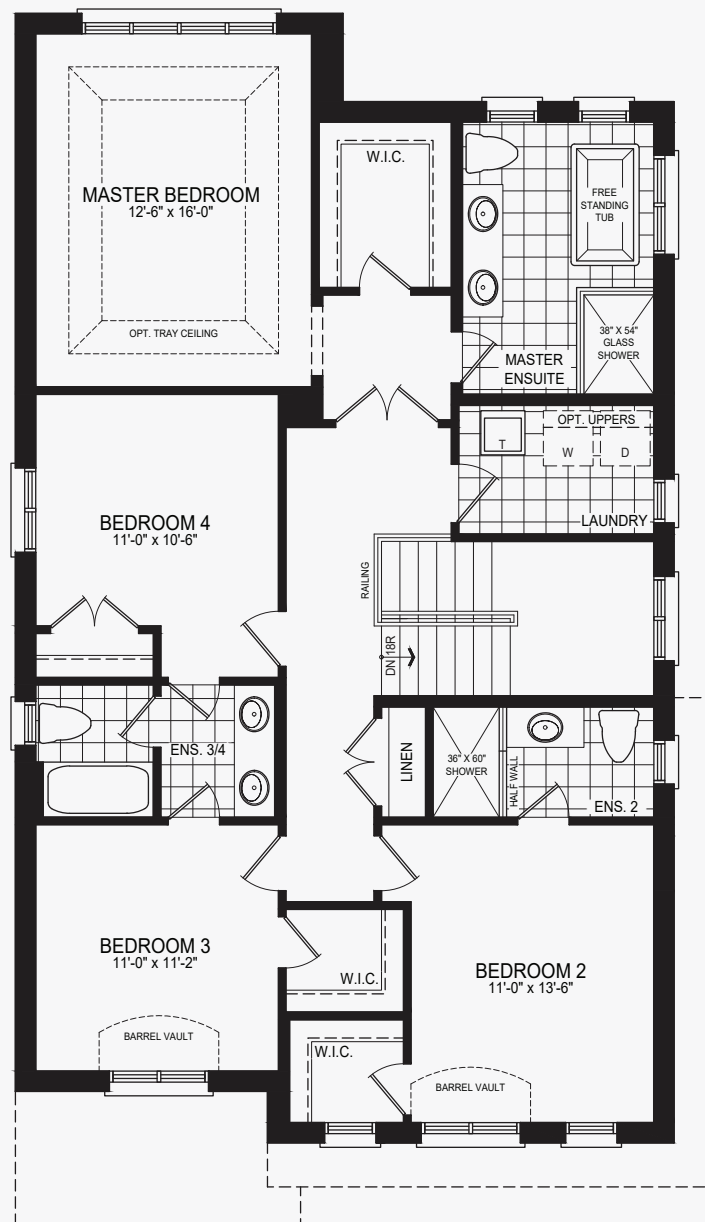 MASTER BEDROOM
12'-6" x 16'-0"
OPT. TRAY CEILING
W.I.C.
FREE
STANDING
TUB
38" X 54"
GLASS
SHOWER
MASTER
ENSUITE
OPT. UPPERS
T
W
D
LAUNDRY
BEDROOM 4
11'-0" x 10'-6"
RAILING
DN 18R
ENS. 3/4
LINEN
36" X 60"
SHOWER
HALF WALL
ENS. 2
BEDROOM 3
11'-0" x 11'-2"
BARREL VAULT
W.I.C.
W.I.C.
BEDROOM 2
11'-0" x 13'-6"
BARREL VAULT